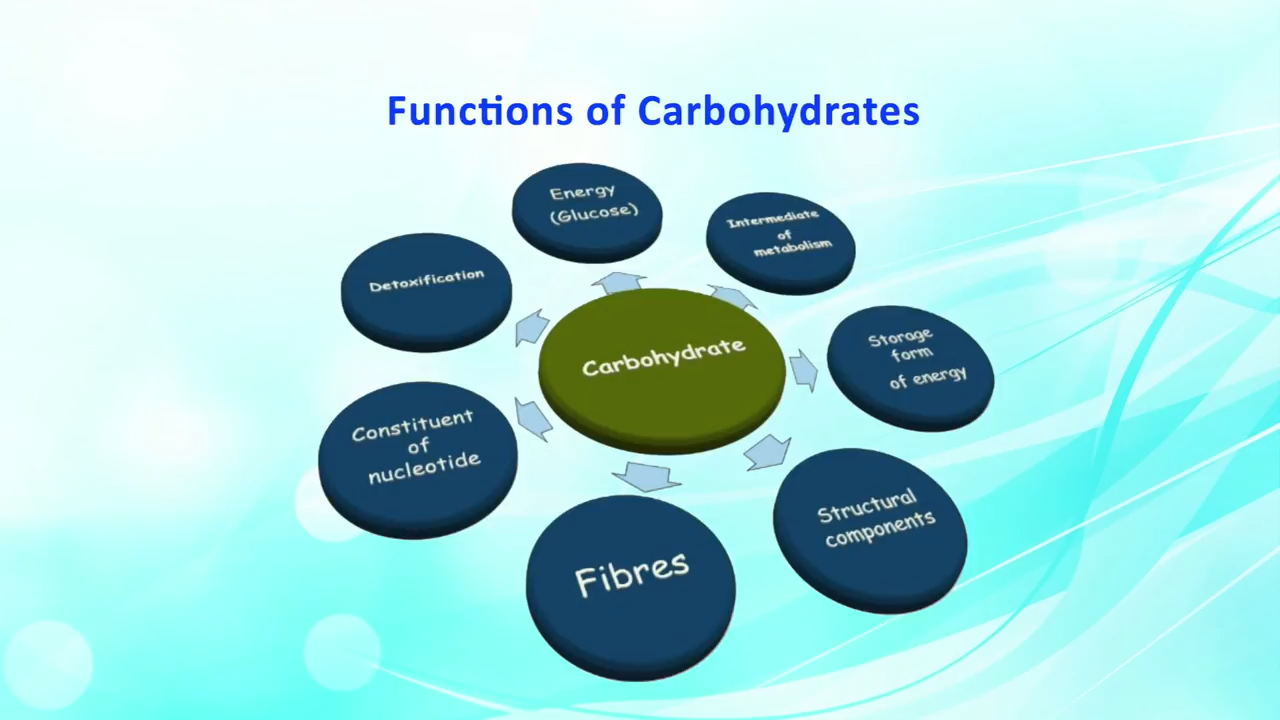 Functions of Carbohydrates
Energy
(Glucose)
Intermediate
of
metabolism
Detoxification
Carbohydrate
Storage
form
of energy
Constituent
of
nucleotide
Structural
components
Fibres